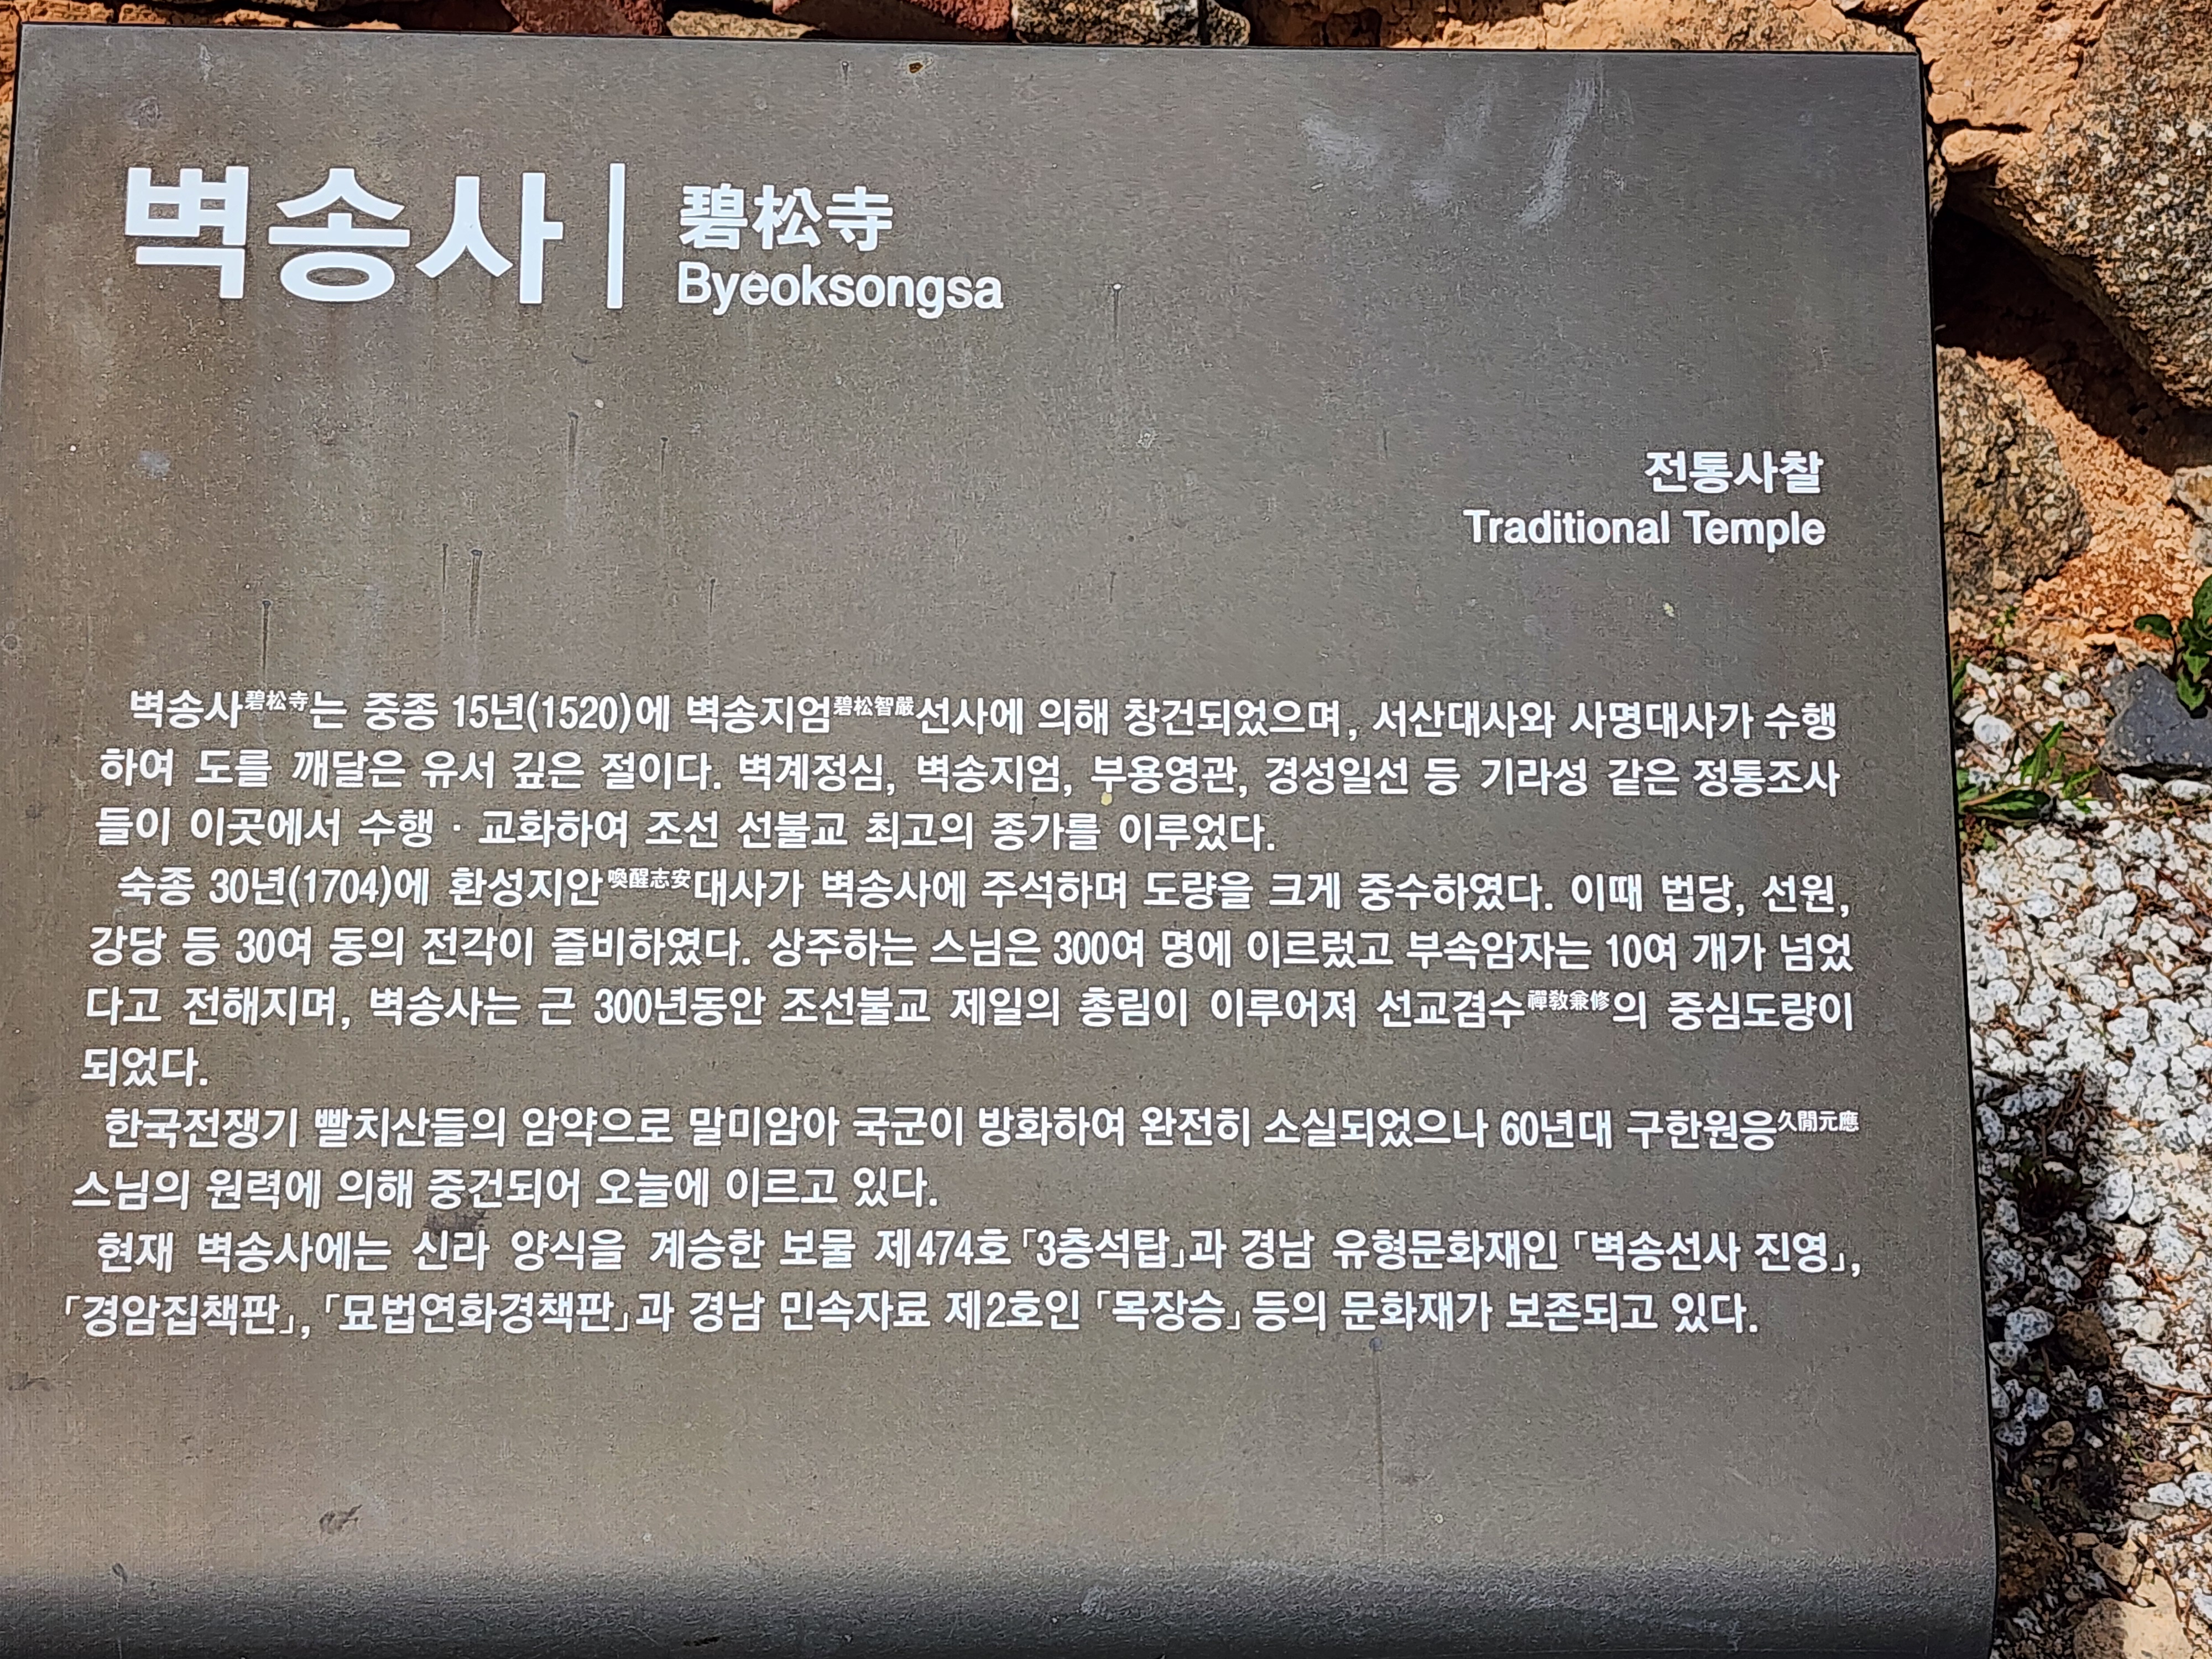 벽송사 | 碧松寺
Byeoksongsa
전통사찰
Traditional Temple
벽송사碧松寺는 중종 15년(1520)에 벽송지엄碧松智嚴선사에 의해 창건되었으며, 서산대사와 사명대사가 수행
하여 도를 깨달은 유서 깊은 절이다. 벽계정심, 벽송지엄, 부용영관, 경성일선 등 기라성 같은 정통조사
들이 이곳에서 수행 · 교화하여 조선 선불교 최고의 종가를 이루었다.
숙종 30년(1704)에 환성지안喚醒志安대사가 벽송사에 주석하며 도량을 크게 중수하였다. 이때 법당, 선원,
강당 등 30여 동의 전각이 즐비하였다. 상주하는 스님은 300여 명에 이르렀고 부속암자는 10여 개가 넘었
다고 전해지며, 벽송사는 근 300년동안 조선불교 제일의 총림이 이루어져 선교겸수禪敎兼修의 중심도량이
되었다.
한국전쟁기 빨치산들의 암약으로 말미암아 국군이 방화하여 완전히 소실되었으나 60년대 구한원응久閒元應
스님의 원력에 의해 중건되어 오늘에 이르고 있다.
현재 벽송사에는 신라 양식을 계승한 보물 제474호 「3층석탑」과 경남 유형문화재인 「벽송선사 진영」,
「경암집책판」, 「묘법연화경책판」과 경남 민속자료 제2호인 「목장승」 등의 문화재가 보존되고 있다.